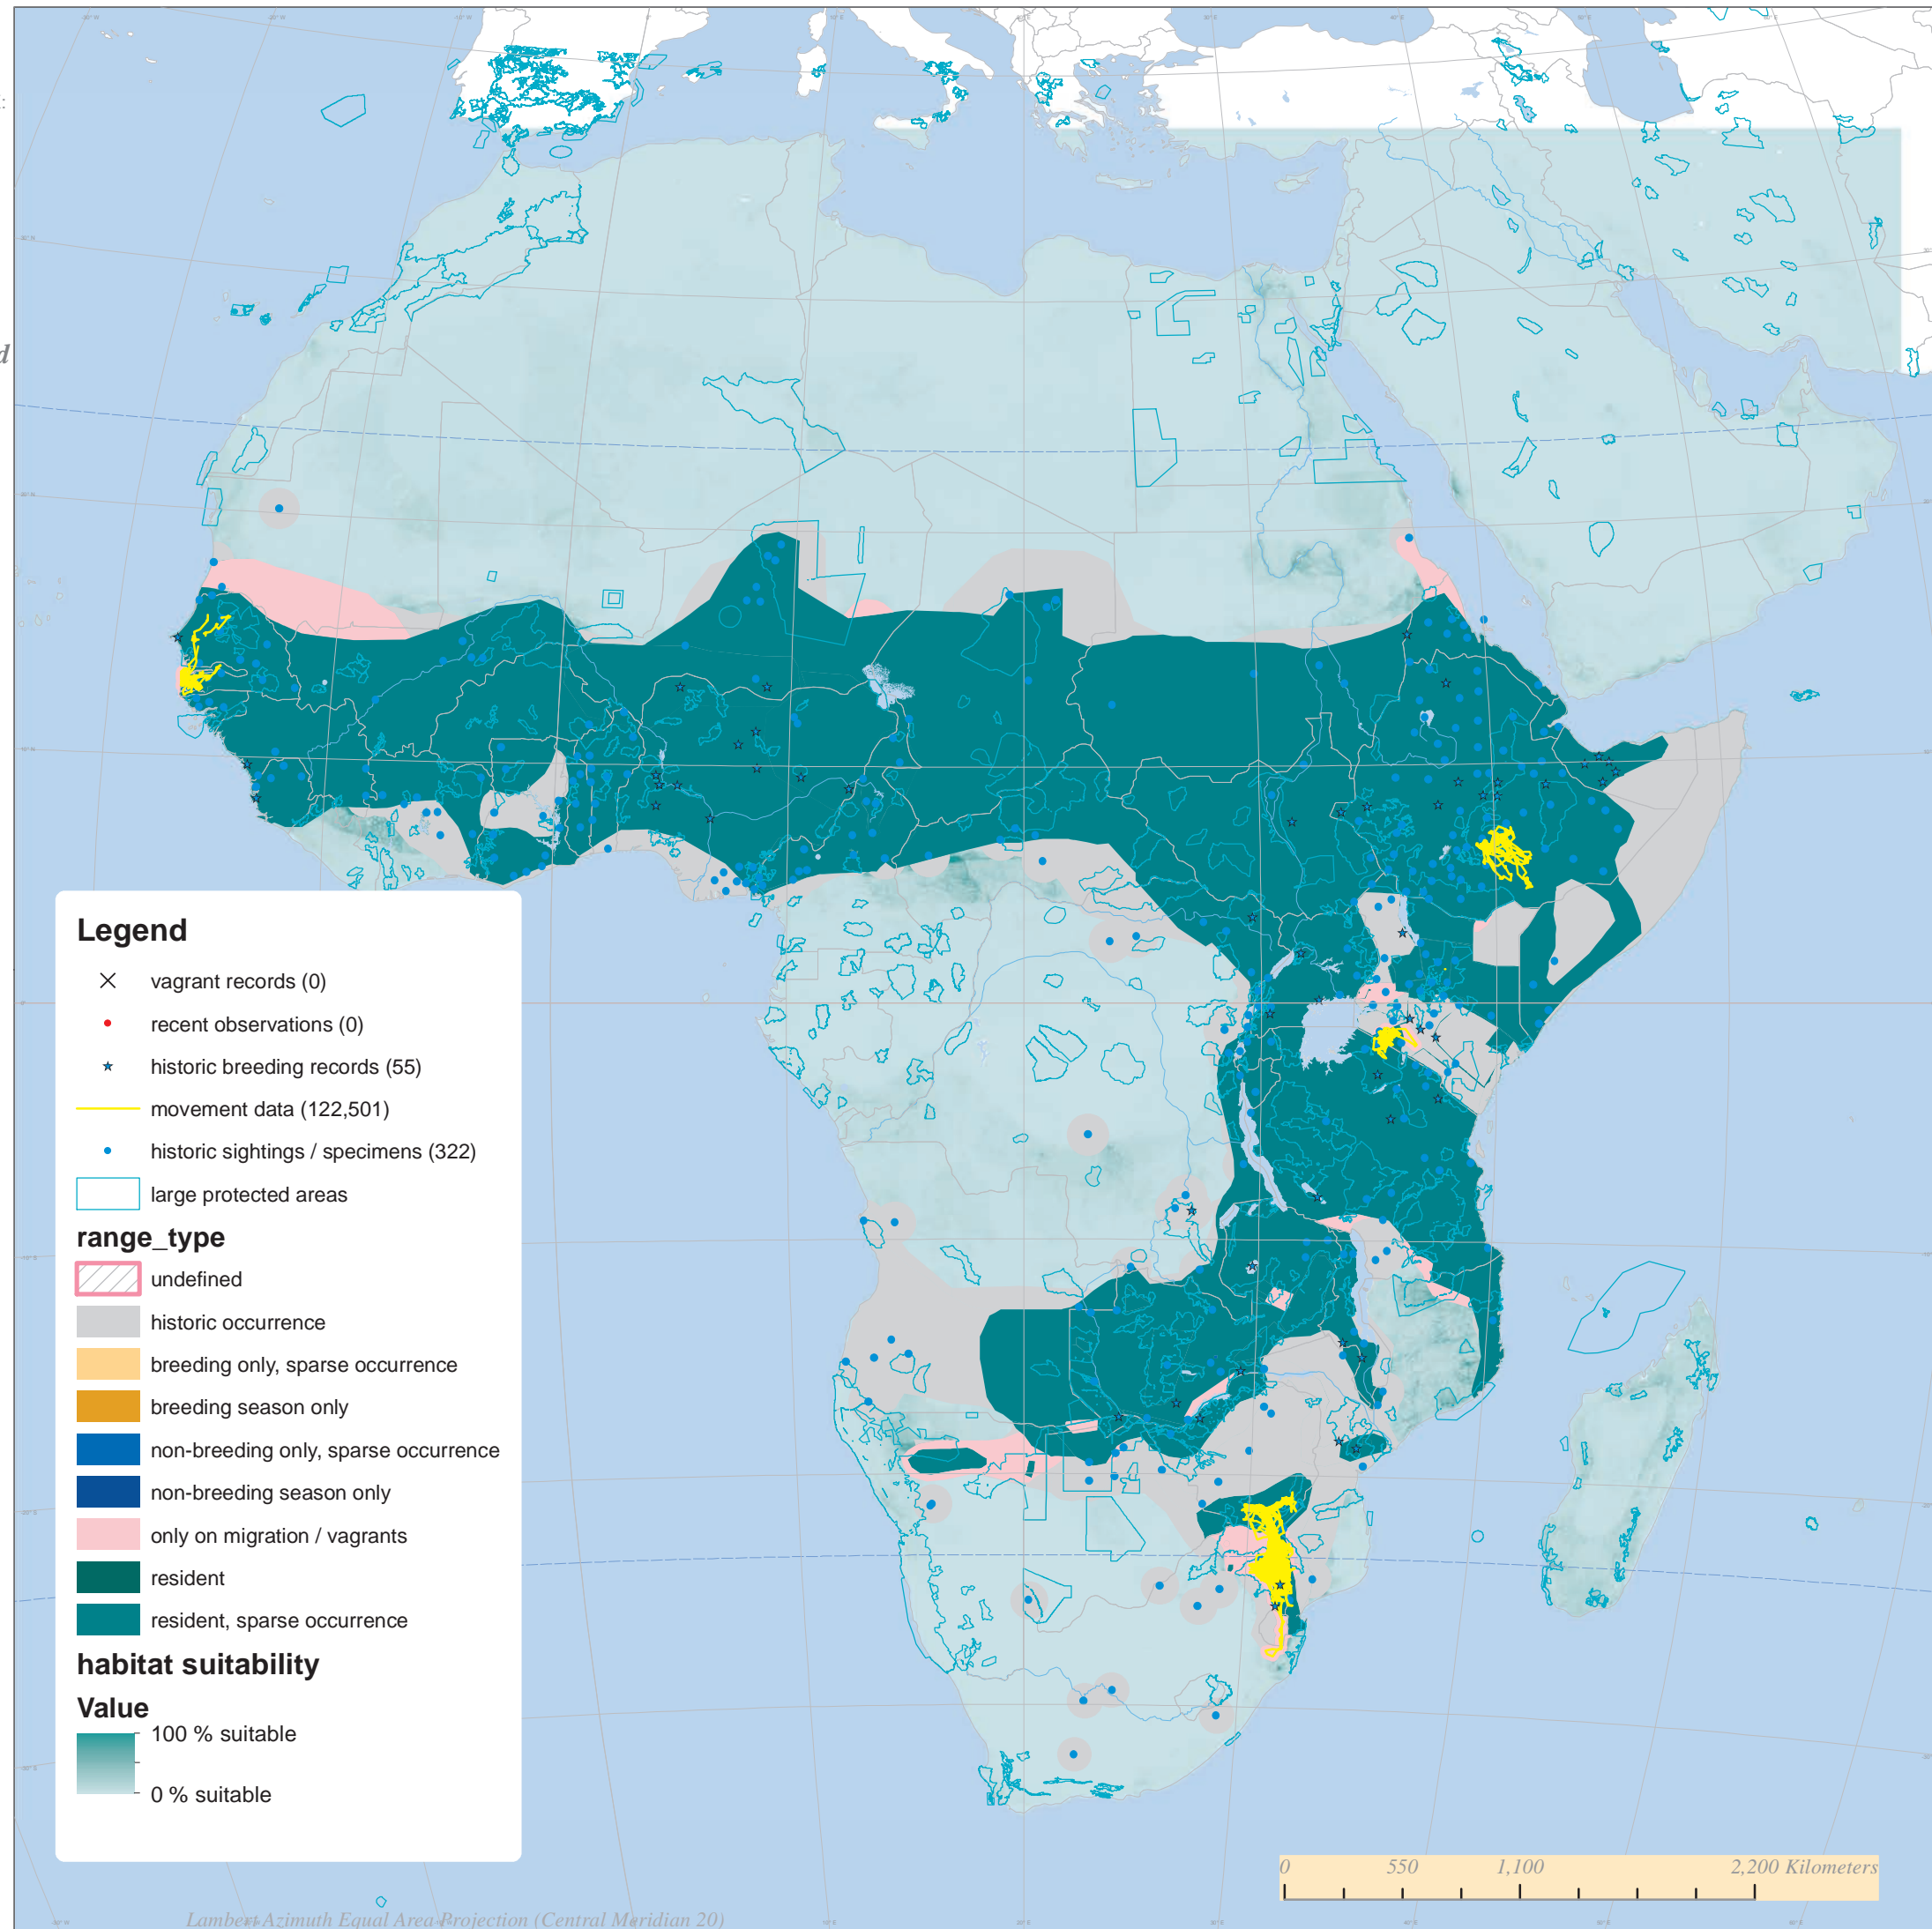 :
d
Legend
vagrant records (0)
recent observations (0)
historic breeding records (55)
movement data (122,501)
historic sightings / specimens (322)
large protected areas
range_type
undefined
historic occurrence
breeding only, sparse occurrence
breeding season only
non-breeding only, sparse occurrence
non-breeding season only
only on migration / vagrants
resident
resident, sparse occurrence
habitat suitability
Value
100 % suitable
0 % suitable
0 550 1,100 2,200 Kilometers
Lambert Azimuth Equal Area Projection (Central Meridian 20)